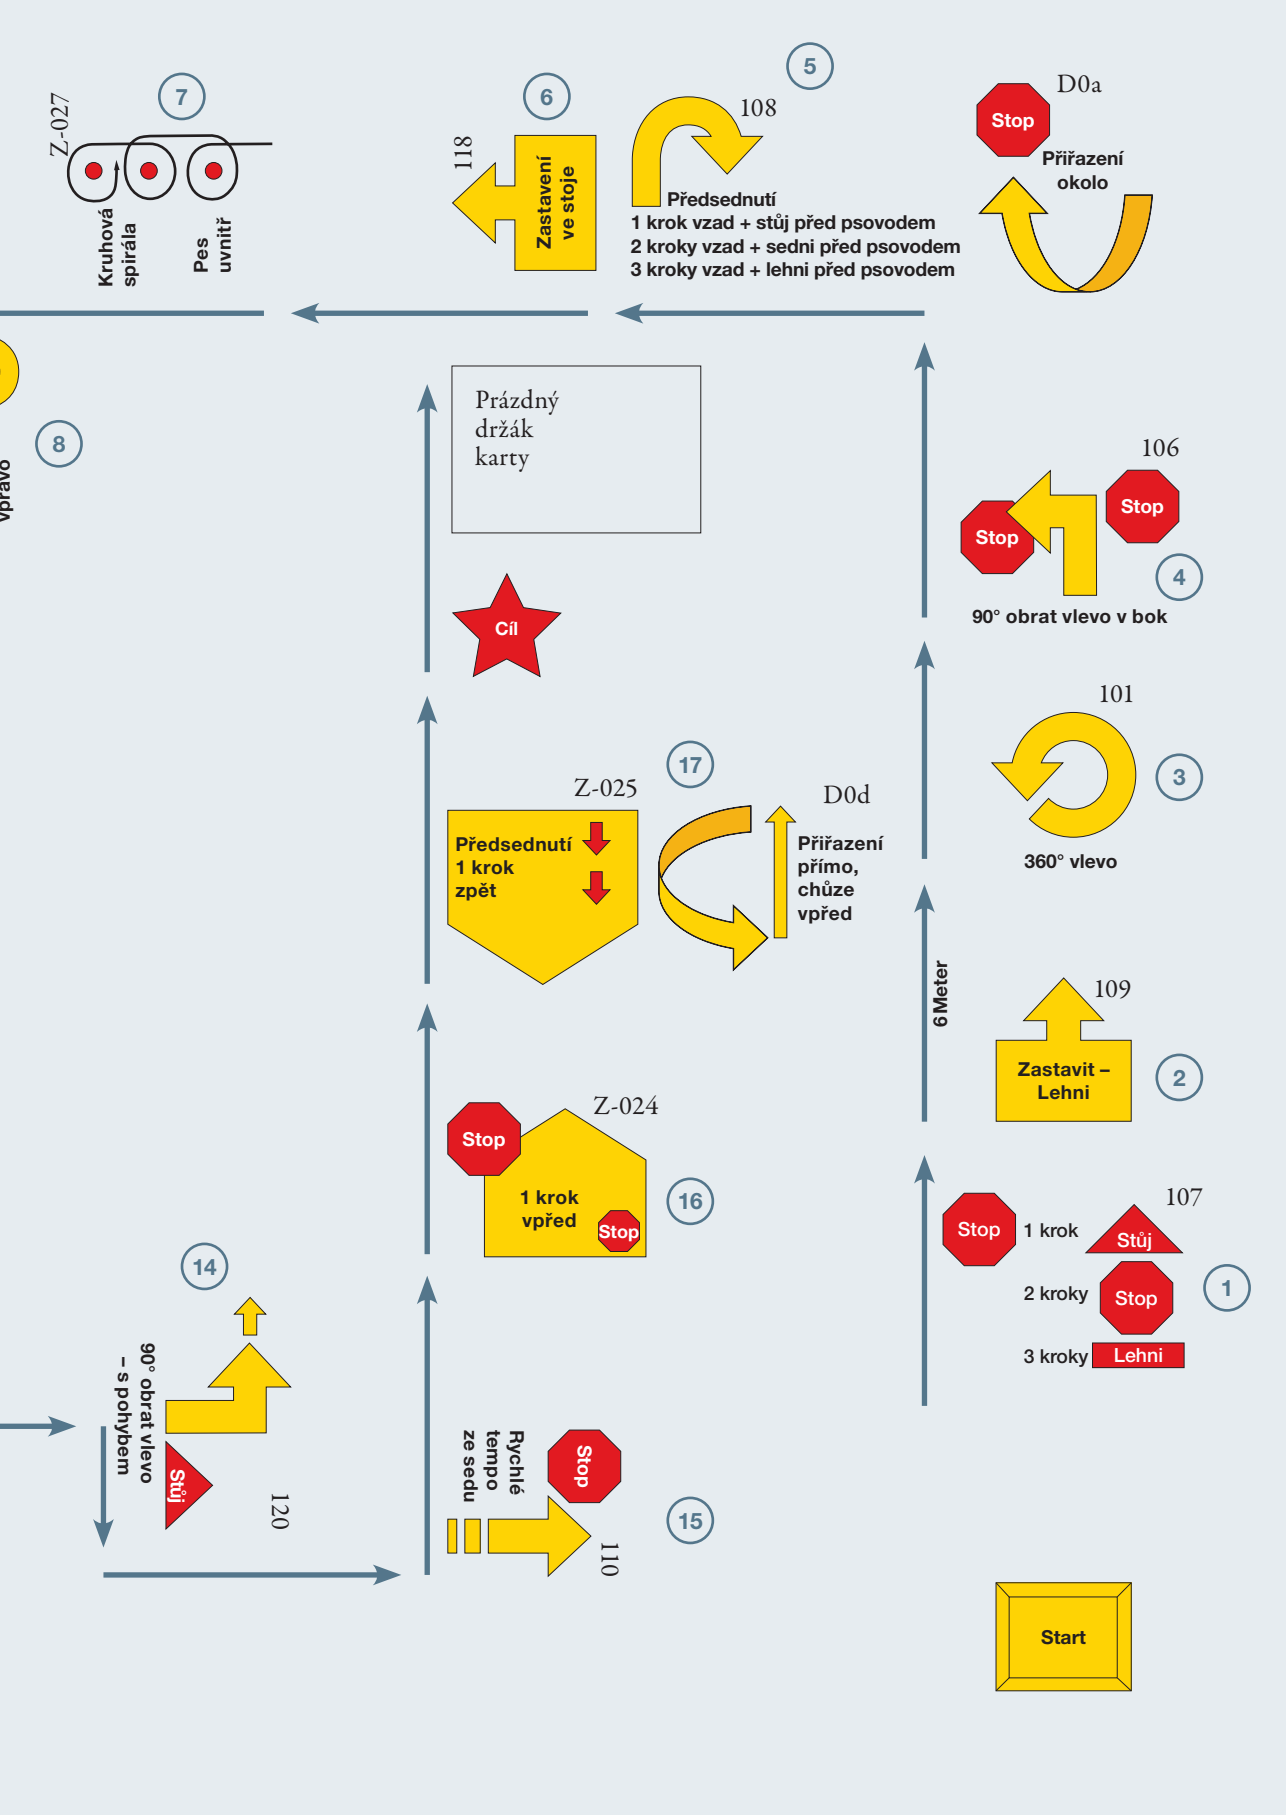 Z-027
7
Kruhová
spirála
Pes
uvnitř
6
118
Zastavení
ve stoje
5
108
Předsednutí
1 krok vzad + stůj před psovodem
2 kroky vzad + sedni před psovodem
3 kroky vzad + lehni před psovodem
D0a
Stop
Přiřazení
okolo
8
vpravo
Prázdný
držák
karty
Cíl
106
Stop
Stop
4
90° obrat vlevo v bok
101
3
360° vlevo
17
Z-025
Předsednutí
1 krok
zpět
D0d
Přiřazení
přímo,
chůze
vpřed
6 Meter
109
Zastavit –
Lehni
2
Z-024
Stop
1 krok
vpřed
Stop
16
107
Stop
1 krok
Stůj
2 kroky
Stop
3 kroky
Lehni
1
14
90° obrat vlevo
– s pohybem
Stůj
120
Rychlé
tempo
ze sedu
Stop
110
15
Start